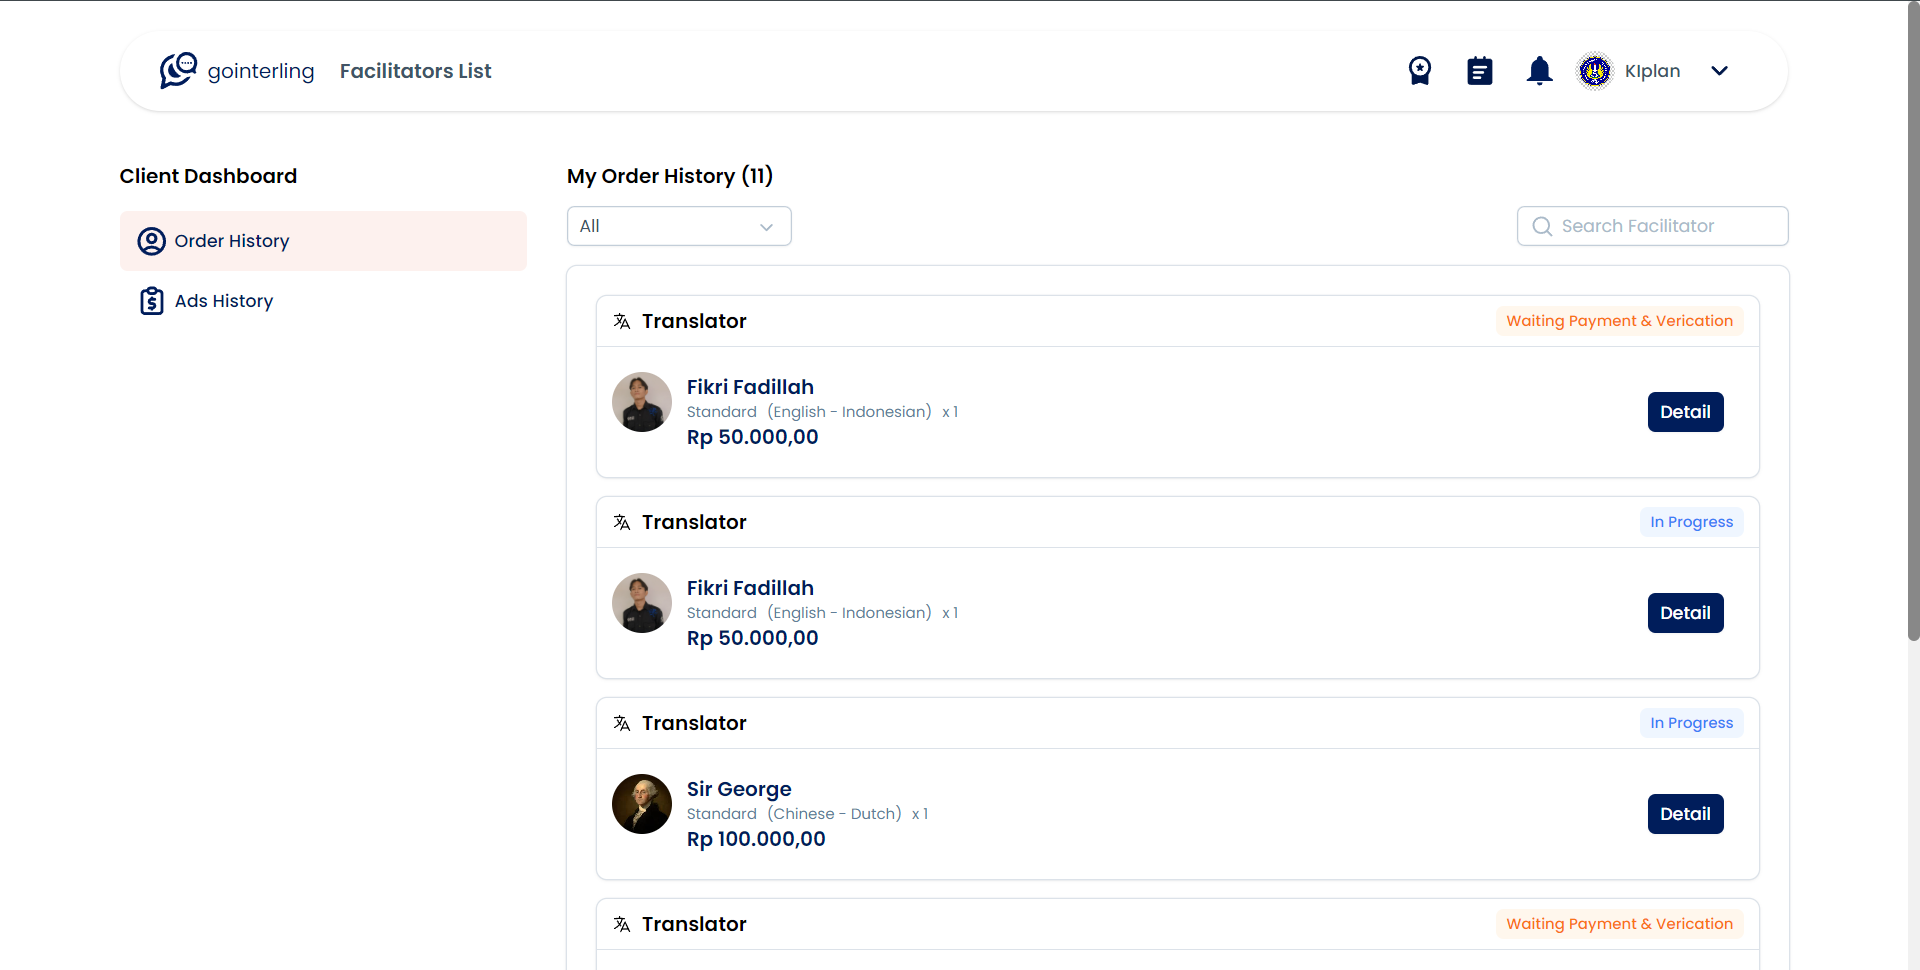 gointerling
Facilitators List
KIplan
Client Dashboard
Order History
Ads History
My Order History (11)
All
Search Facilitator
Translator
Waiting Payment & Verication
Fikri Fadillah
Standard (English - Indonesian) x 1
Rp 50.000,00
Detail
Translator
In Progress
Fikri Fadillah
Standard (English - Indonesian) x 1
Rp 50.000,00
Detail
Translator
In Progress
Sir George
Standard (Chinese - Dutch) x 1
Rp 100.000,00
Detail
Translator
Waiting Payment & Verication